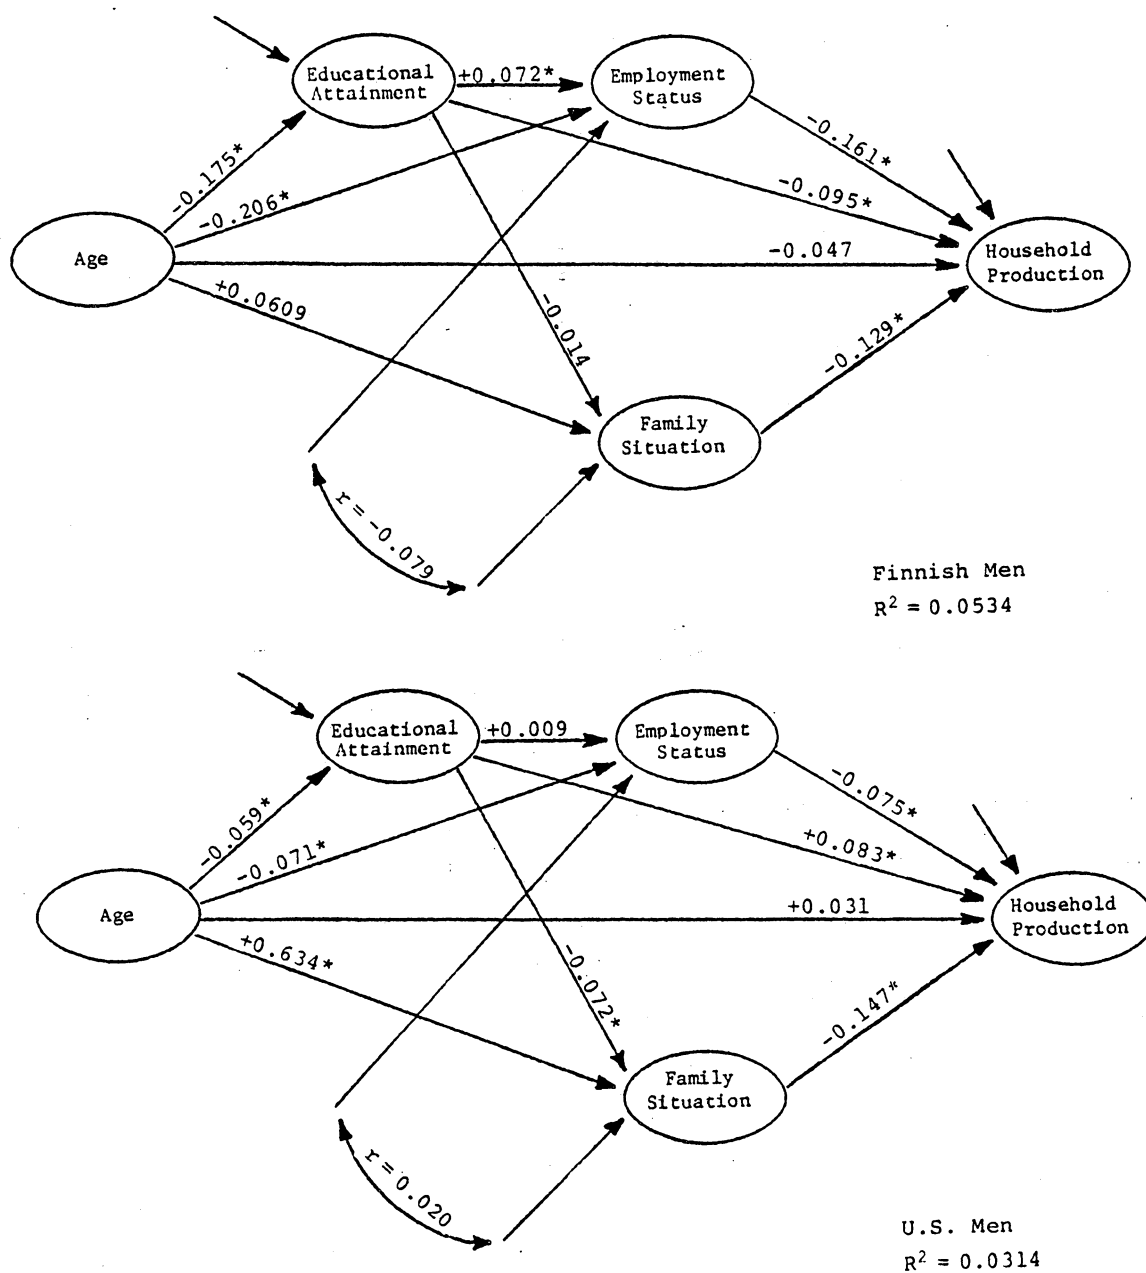 Educational
Attainment
+0.072*
Employment
Status
-0.161*
-0.175*
-0.206*
-0.095*
Age
-0.047
Household
Production
+0.0609
-0.014
-0.129*
Family
Situation
r = -0.079
Finnish Men
R² = 0.0534
Educational
Attainment
+0.009
Employment
Status
-0.075*
-0.059*
-0.071*
+0.083*
Age
+0.031
Household
Production
+0.634*
-0.072*
-0.147*
Family
Situation
r = 0.020
U.S. Men
R² = 0.0314